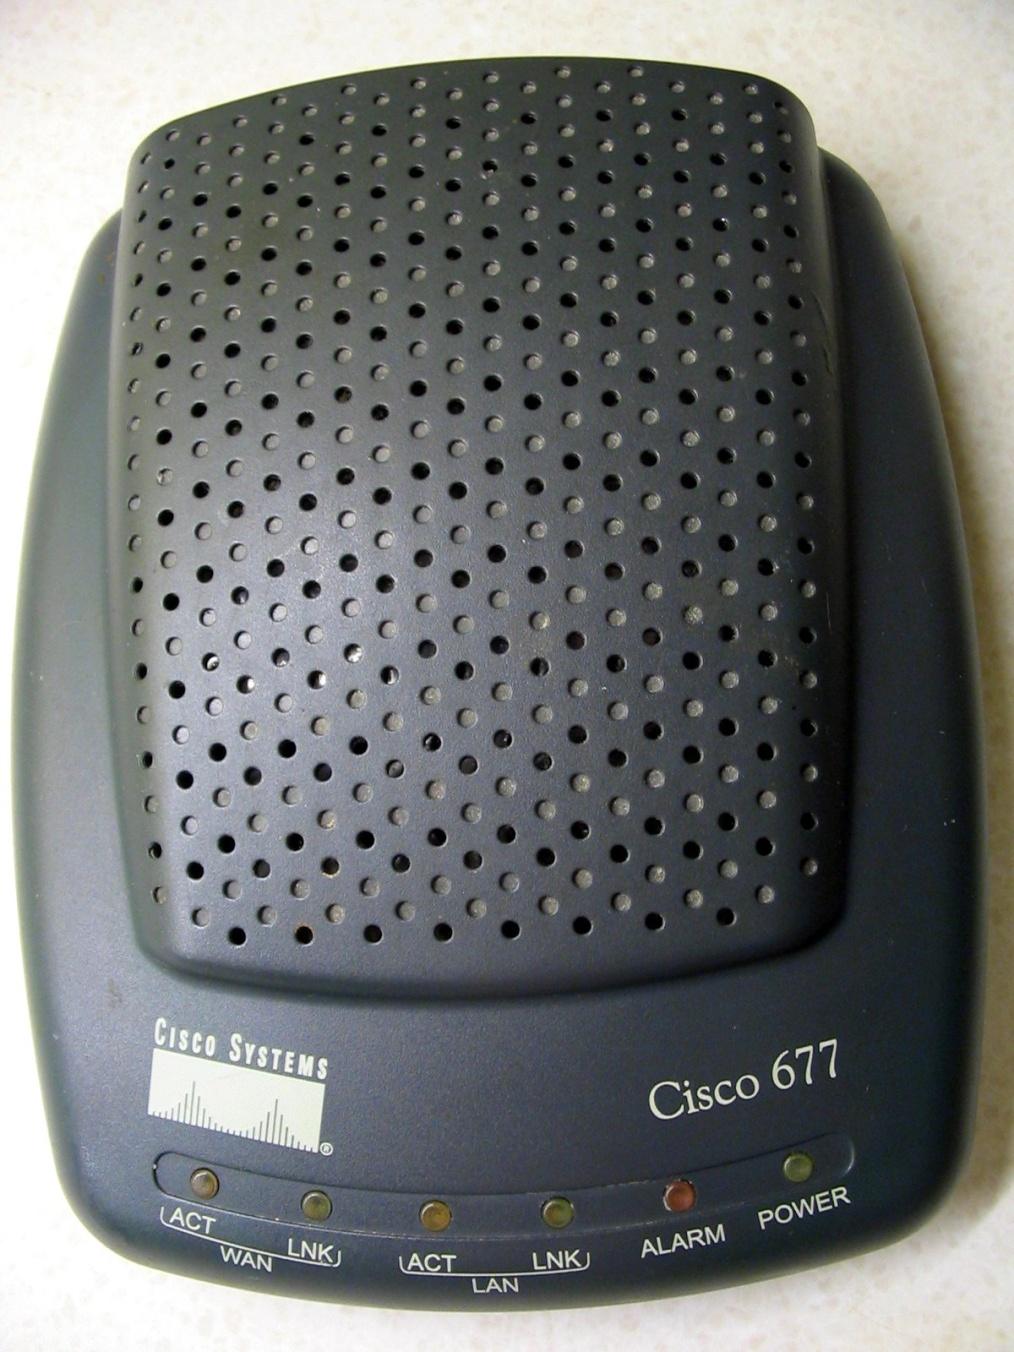 CISCO SYSTEMS
®
Cisco 677
ACT
LNK
WAN
ACT
LNK
LAN
ALARM
POWER